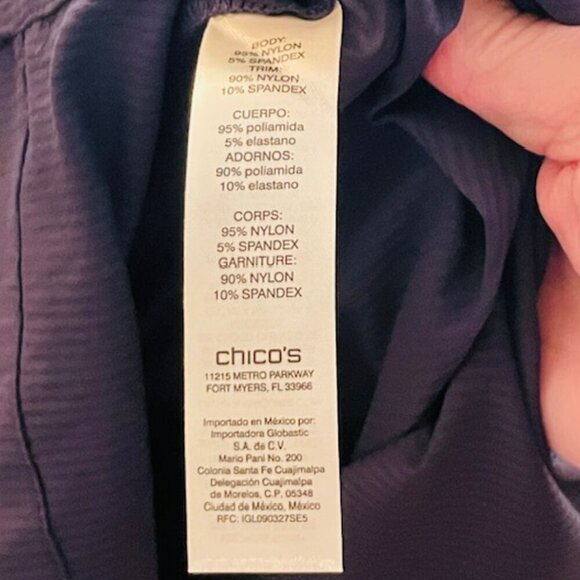 BODY:
95% NYLON
5% SPANDEX
TRIM:
90% NYLON
10% SPANDEX
CUERPO:
95% poliamida
5% elastano
ADORNOS:
90% poliamida
10% elastano
CORPS:
95% NYLON
5% SPANDEX
GARNITURE:
90% NYLON
10% SPANDEX
chico's
11215 METRO PARKWAY
FORT MYERS, FL 33966
Importado en México por:
Importadora Globastic
S.A. de C.V.
Mario Pani No. 200
Colonia Santa Fe Cuajimalpa
Delegación Cuajimalpa
de Morelos, C.P. 05348
Ciudad de México, México
RFC: IGL090327SE5